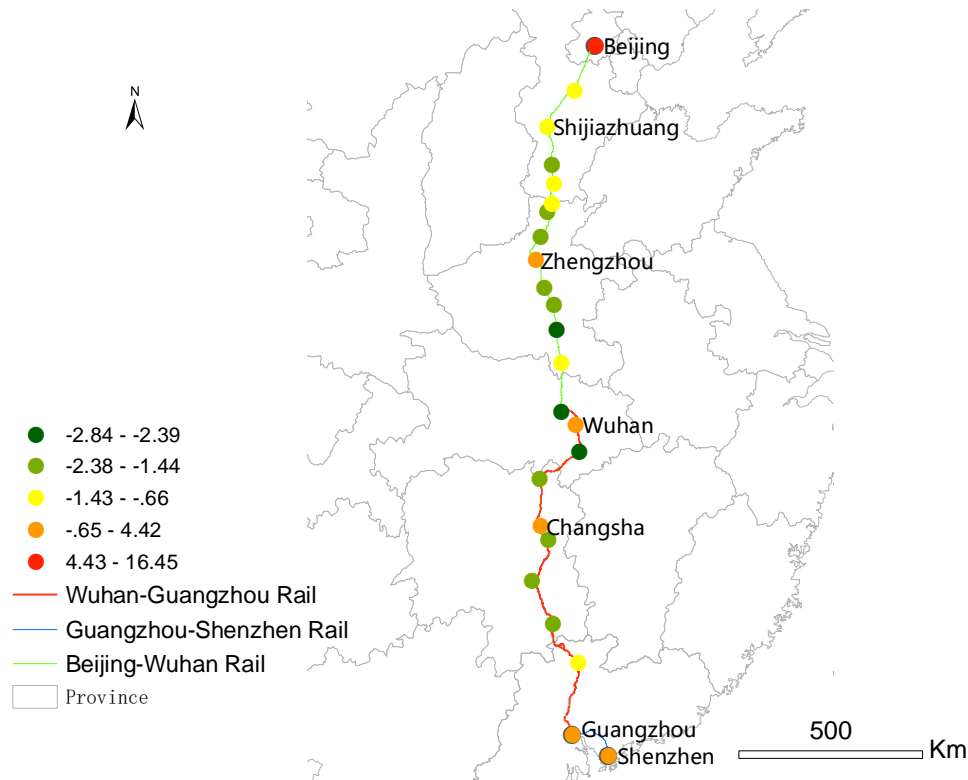 N
Beijing
Shijiazhuang
Zhengzhou
Wuhan
Changsha
Guangzhou
Shenzhen
-2.84 - -2.39
-2.38 - -1.44
-1.43 - -.66
-.65 - 4.42
4.43 - 16.45
Wuhan-Guangzhou Rail
Guangzhou-Shenzhen Rail
Beijing-Wuhan Rail
Province
500
Km